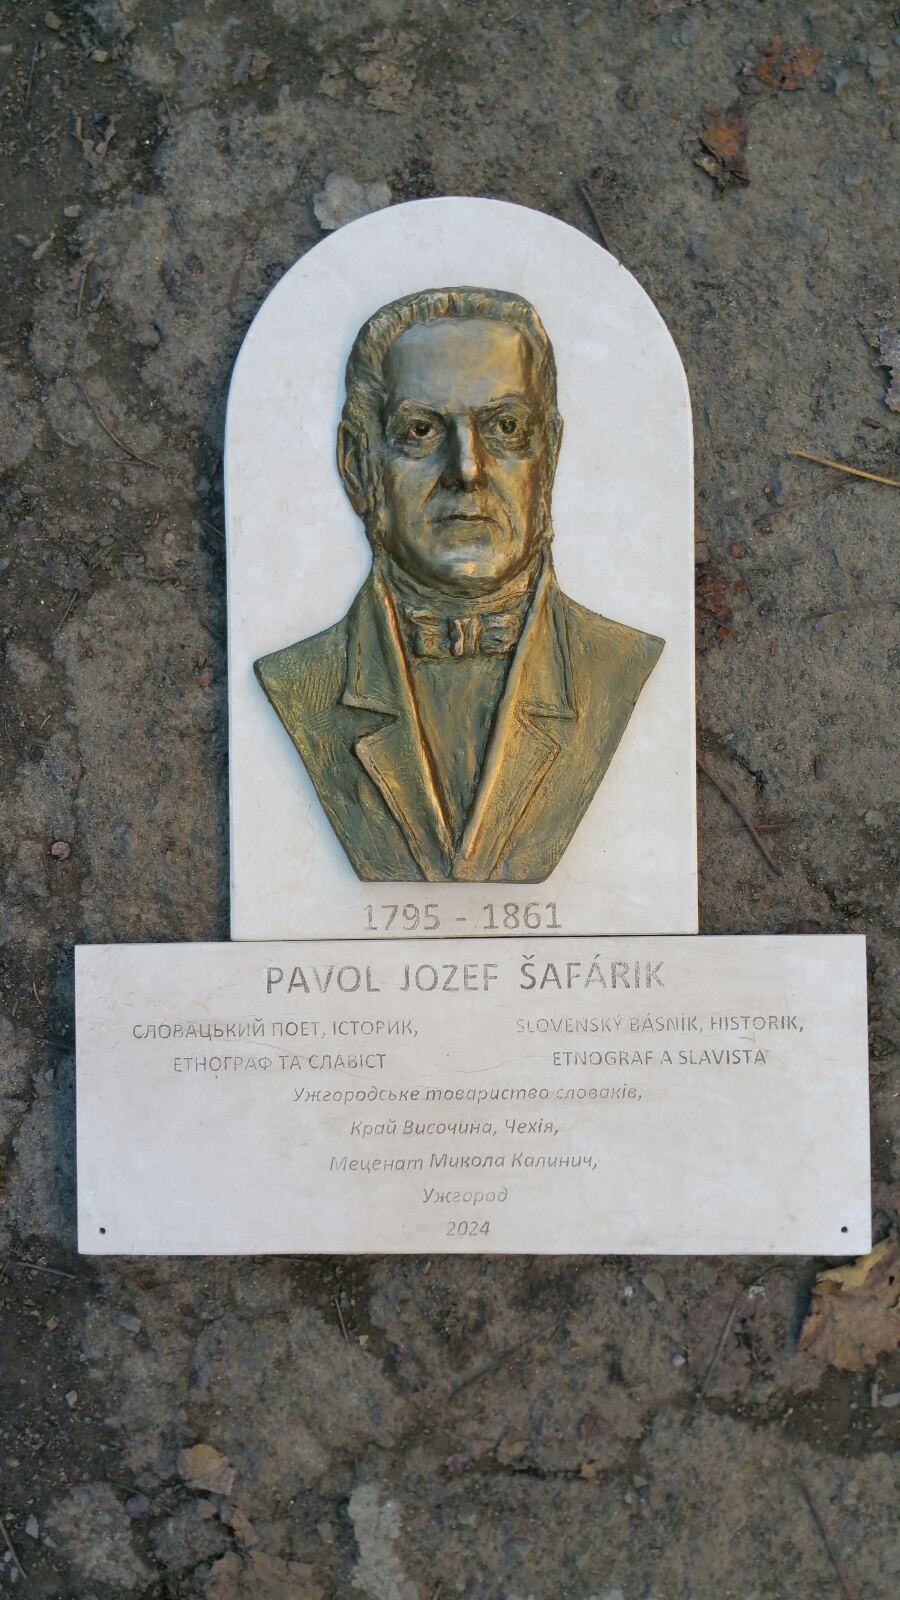 1795 - 1861
PAVOL JOZEF ŠAFÁRIK
СЛОВАЦЬКИЙ ПОЕТ, ІСТОРИК,
ЕТНОГРАФ ТА СЛАВІСТ
SLOVENSKÝ BÁSNIK, HISTORIK,
ETNOGRAF A SLAVISTA
Ужгородське товариство словаків,
Край Височина, Чехія,
Меценат Микола Калинич,
Ужгород
2024